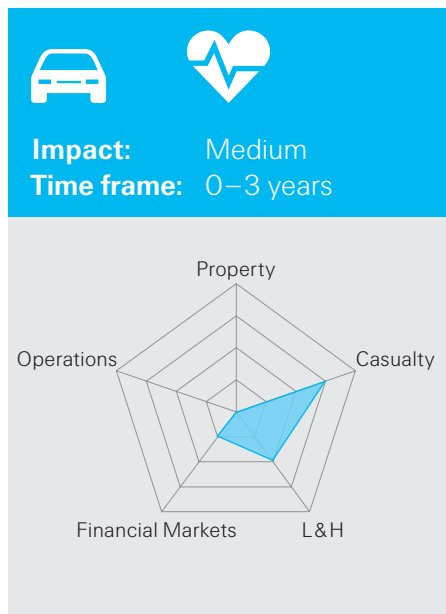 Impact: Medium
Time frame: 0–3 years
Property
Operations
Casualty
Financial Markets
L&H